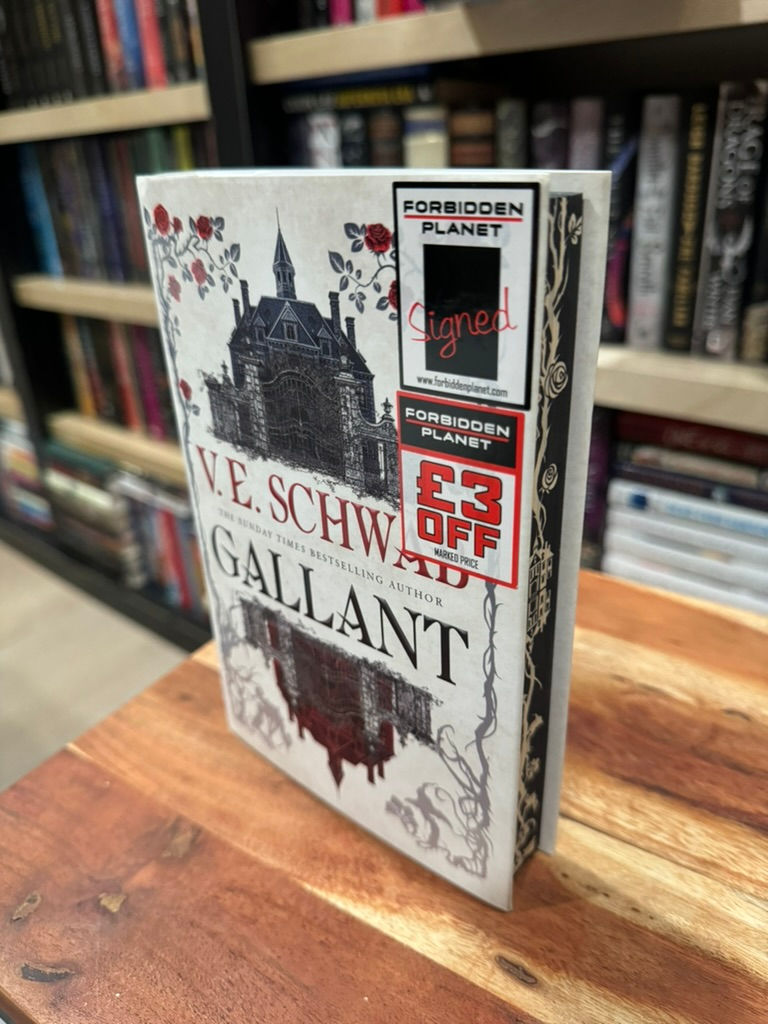 FORBIDDEN
PLANET
Signed
www.forbiddenplanet.com
FORBIDDEN
PLANET
£3
OFF
MARKED PRICE
V. E. SCHWAB
THE SUNDAY TIMES BESTSELLING AUTHOR
GALLANT